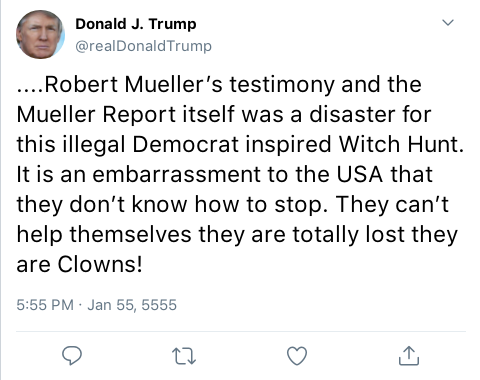 Donald J. Trump
@realDonaldTrump
....Robert Mueller’s testimony and the
Mueller Report itself was a disaster for
this illegal Democrat inspired Witch Hunt.
It is an embarrassment to the USA that
they don’t know how to stop. They can’t
help themselves they are totally lost they
are Clowns!
5:55 PM · Jan 55, 5555